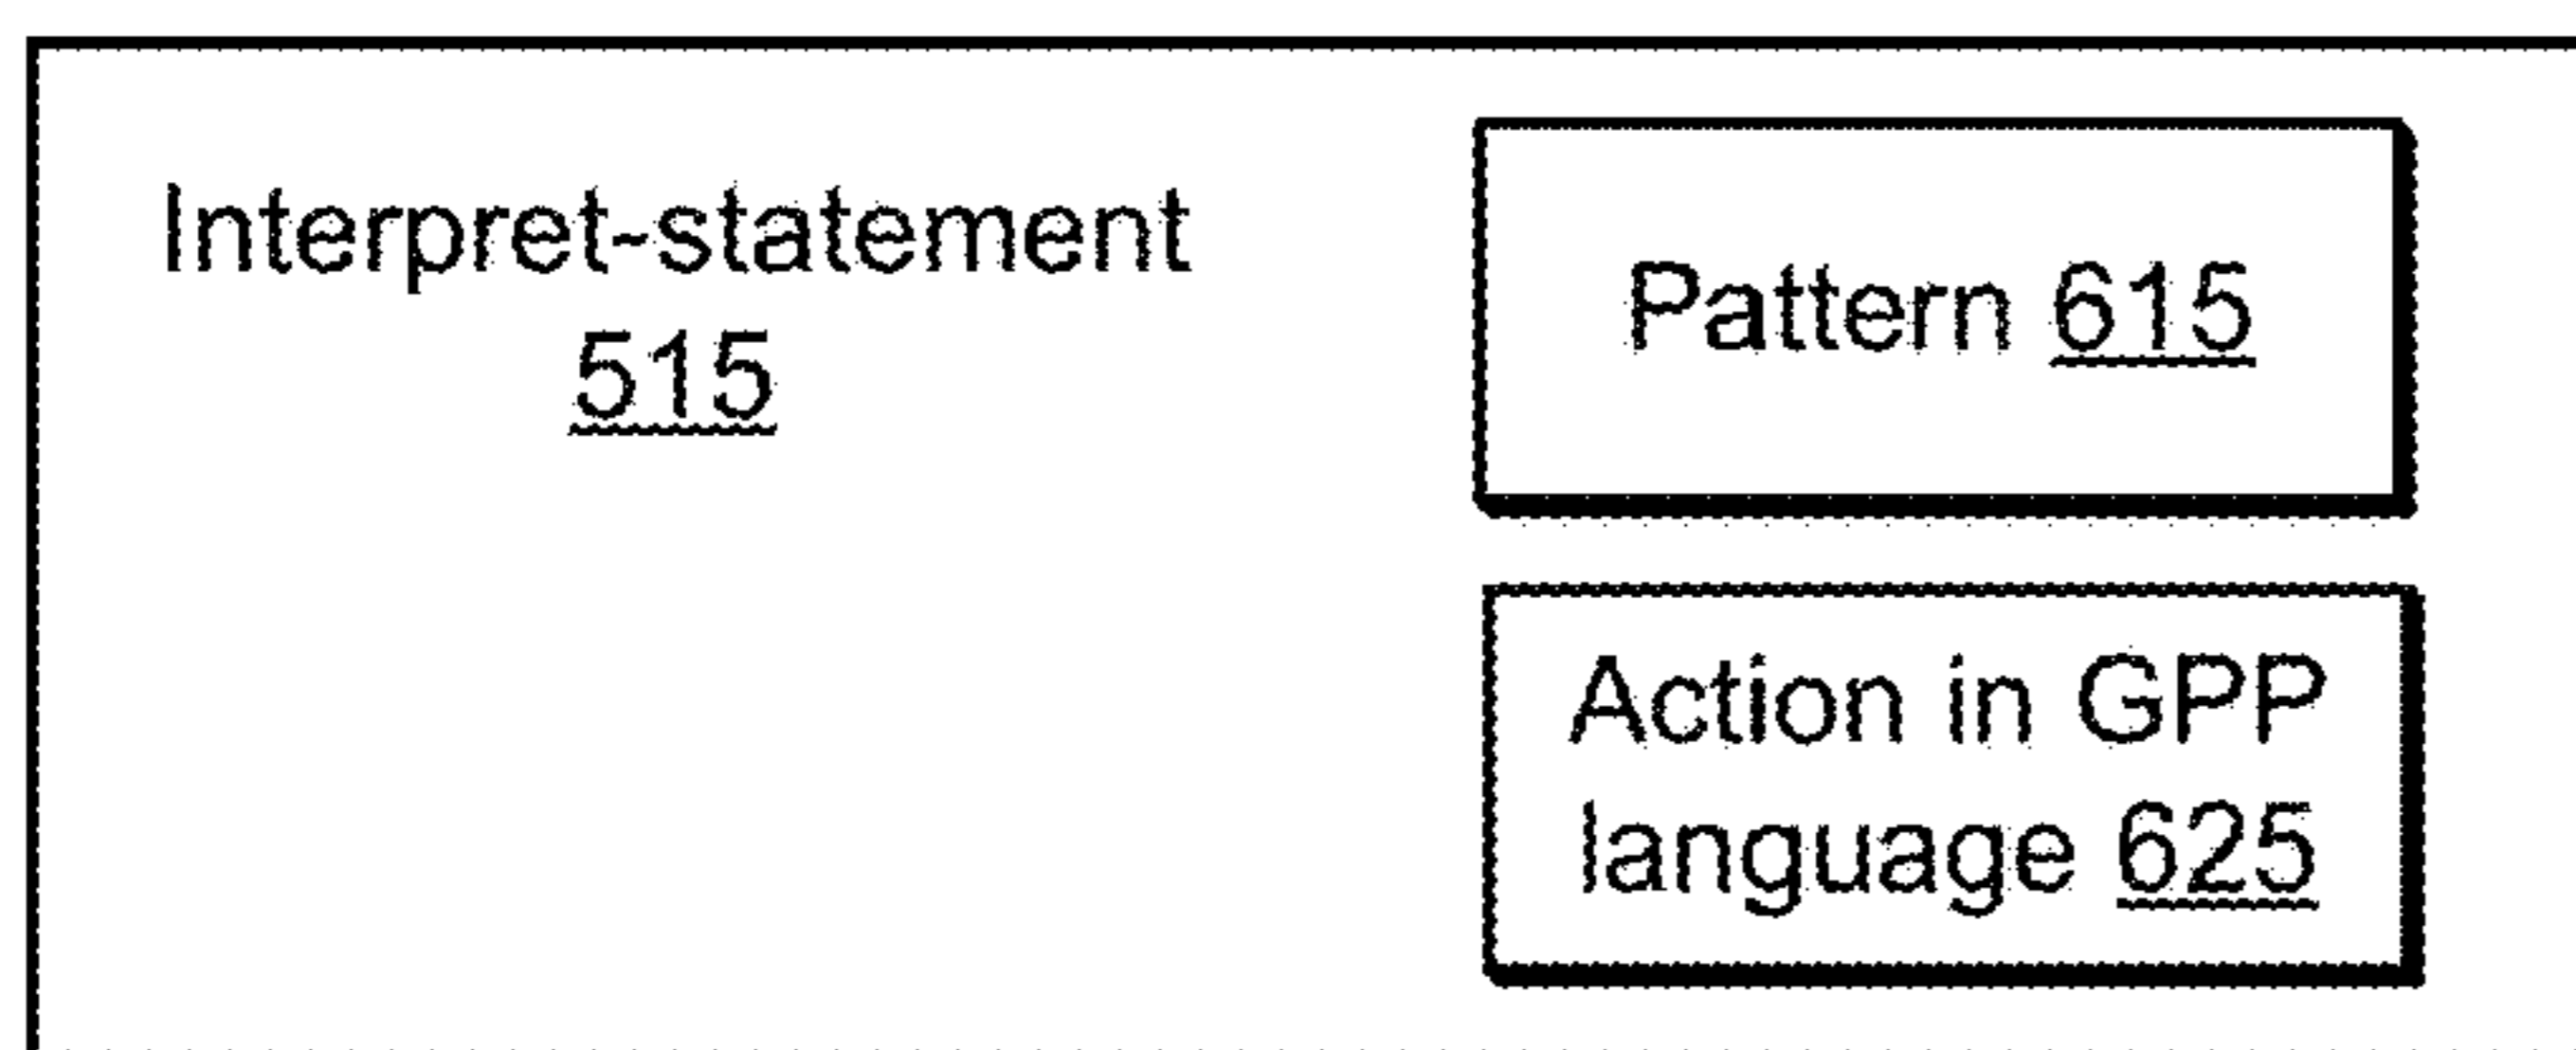 Interpret-statement
515
Pattern 615
Action in GPP
language 625